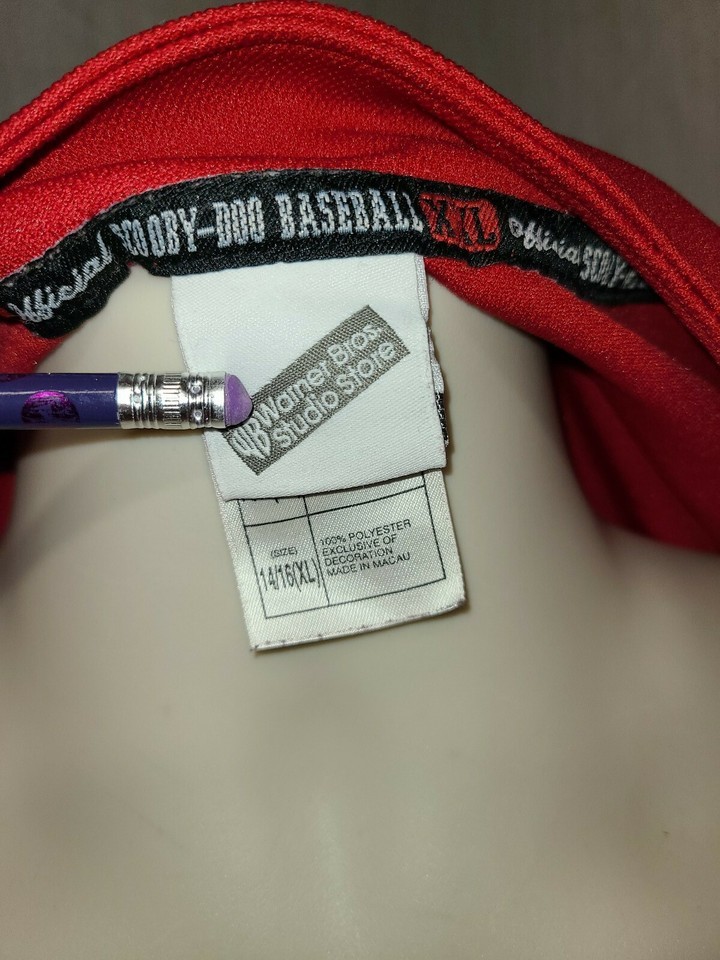 official SCOOBY-DOO BASEBALL X/L official SCOOBY-
WB Warner Bros
Studio Store
(SIZE)
14/16(XL)
100% POLYESTER
EXCLUSIVE OF
DECORATION
MADE IN MACAU